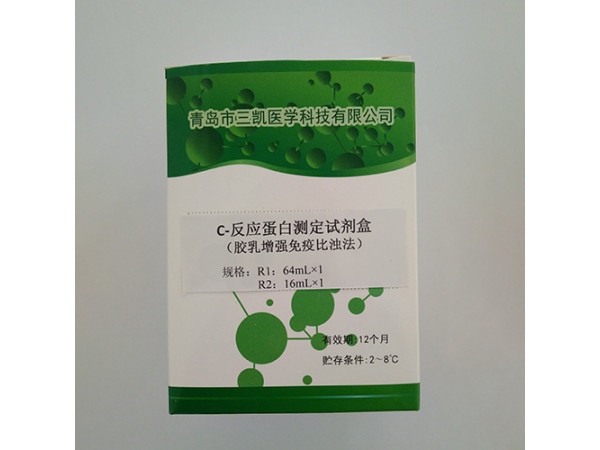 青岛市三凯医学科技有限公司
C-反应蛋白测定试剂盒
（胶乳增强免疫比浊法）
规格：R1：64mL×1
R2：16mL×1
有效期:12个月
贮存条件:2~8℃